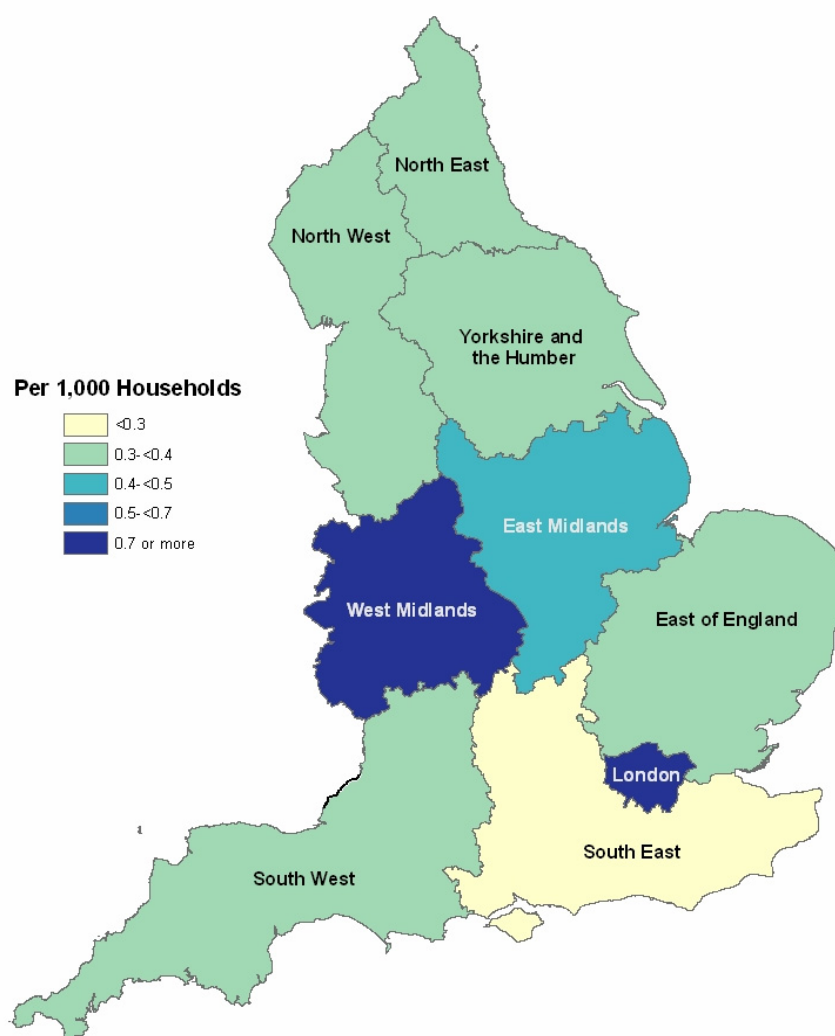 North East
North West
Yorkshire and
the Humber
Per 1,000 Households
<0.3
0.3-<0.4
0.4-<0.5
0.5-<0.7
0.7 or more
East Midlands
West Midlands
East of England
London
South East
South West